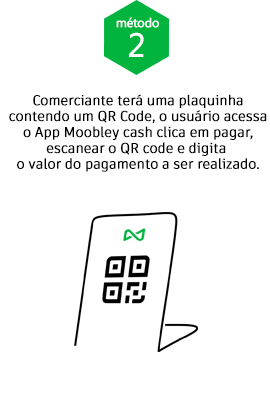 método
2
Comerciante terá uma plaquinha
contendo um QR Code, o usuário acessa
o App Moobley cash clica em pagar,
escanear o QR code e digita
o valor do pagamento a ser realizado.